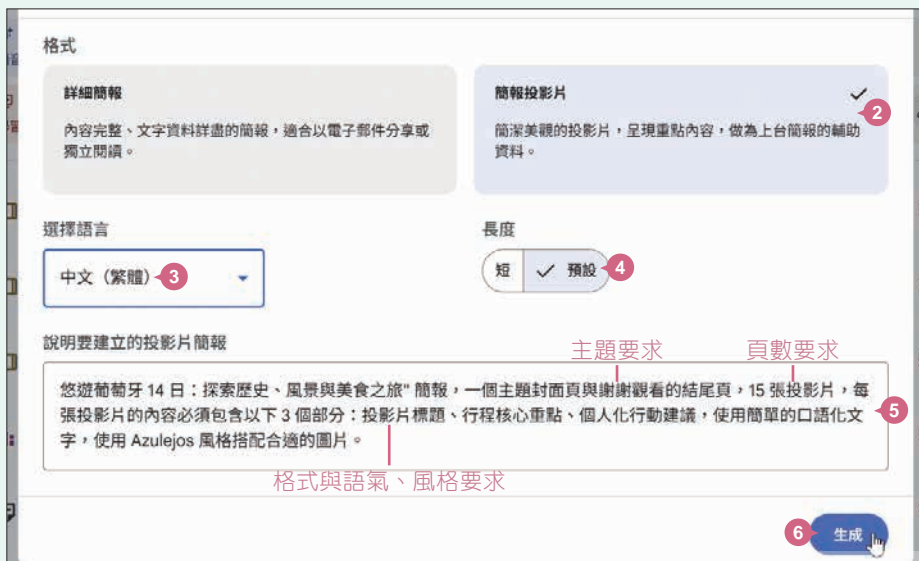 格式
詳細簡報
內容完整、文字資料詳盡的簡報，適合以電子郵件分享或
獨立閱讀。
簡報投影片
2
簡潔美觀的投影片，呈現重點內容，做為上台簡報的輔助
資料。
選擇語言
中文（繁體）
3
長度
短
預設
4
說明要建立的投影片簡報
主題要求
頁數要求
悠遊葡萄牙 14 日：探索歷史、風景與美食之旅" 簡報，一個主題封面頁與謝謝觀看的結尾頁，15 張投影片，每
張投影片的內容必須包含以下 3 個部分：投影片標題、行程核心重點、個人化行動建議，使用簡單的口語化文
字，使用 Azulejos 風格搭配合適的圖片。
5
格式與語氣、風格要求
6
生成